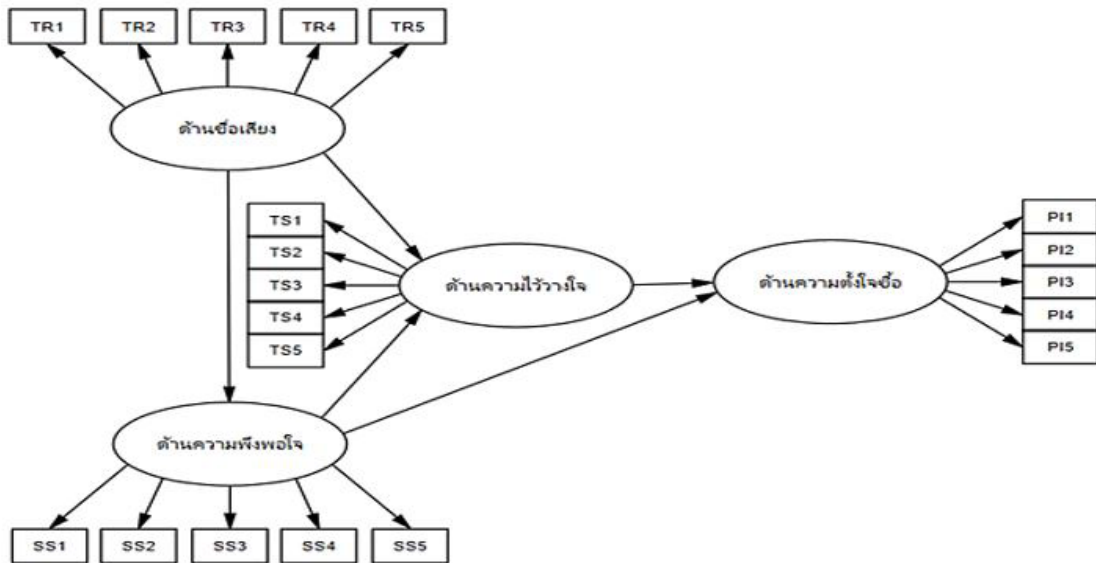 TR1 TR2 TR3 TR4 TR5
ด้านชื่อเสียง
TS1
TS2
TS3
TS4
TS5
ด้านความไว้วางใจ
ด้านความตั้งใจซื้อ
PI1
PI2
PI3
PI4
PI5
ด้านความพึงพอใจ
SS1 SS2 SS3 SS4 SS5